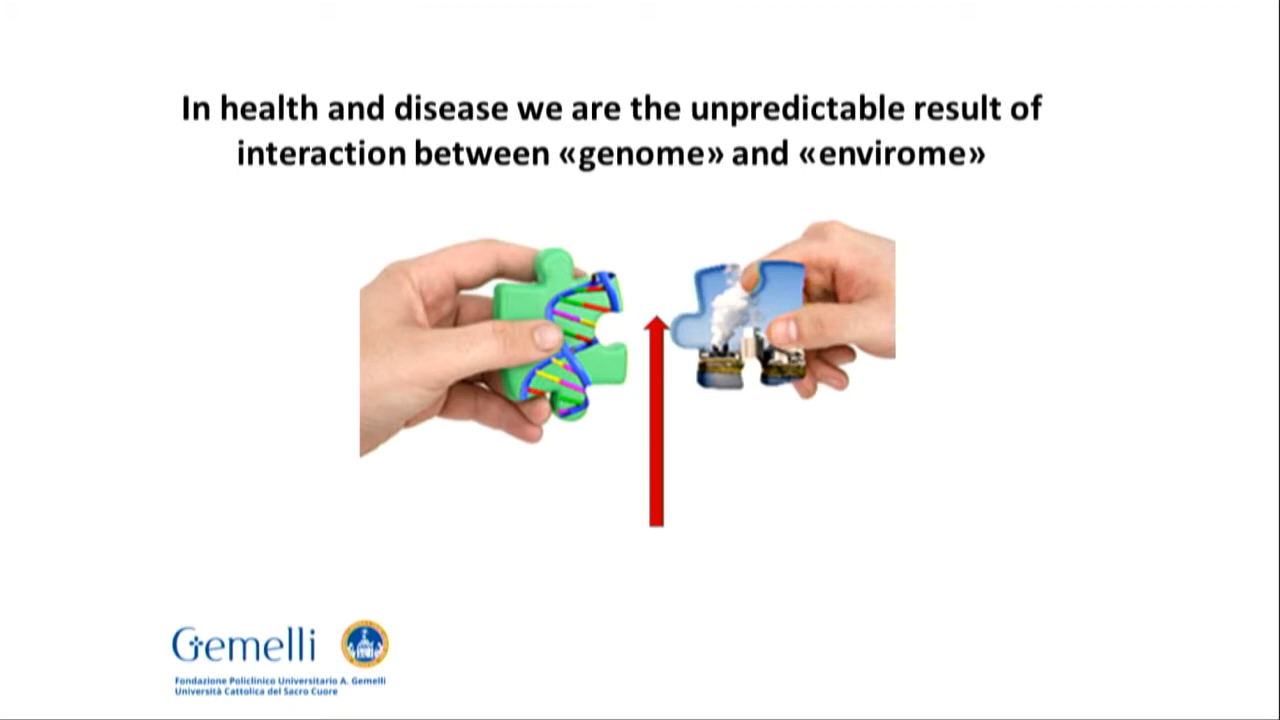 In health and disease we are the unpredictable result of
interaction between «genome» and «envirome»
Gemelli
Fondazione Policlinico Universitario A. Gemelli
Università Cattolica del Sacro Cuore